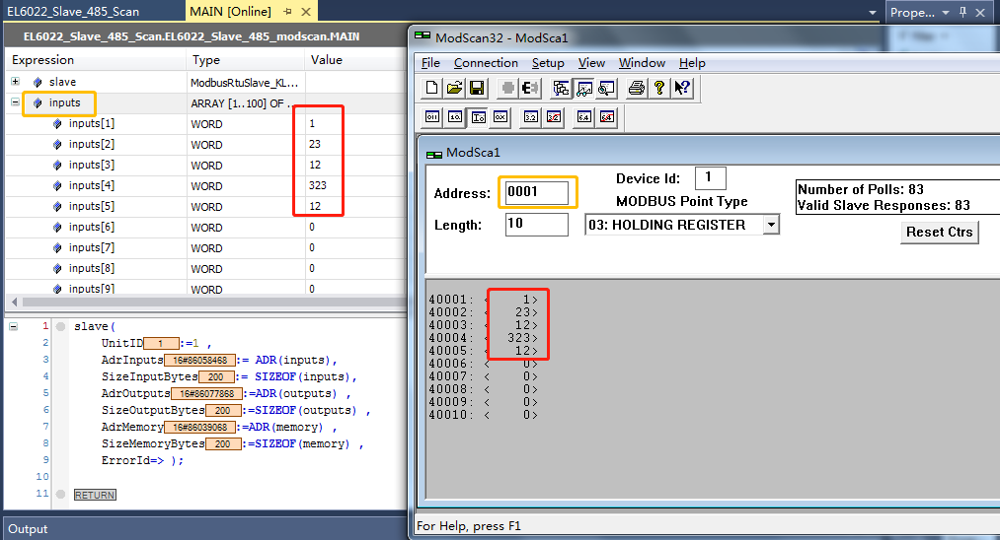 EL6022_Slave_485_Scan
MAIN [Online]
Prope...
EL6022_Slave_485_Scan.EL6022_Slave_485_modscan.MAIN
Expression Type Value
slave ModbusRtuSlave_KL...
inputs ARRAY [1..100] OF ...
inputs[1] WORD 1
inputs[2] WORD 23
inputs[3] WORD 12
inputs[4] WORD 323
inputs[5] WORD 12
inputs[6] WORD 0
inputs[7] WORD 0
inputs[8] WORD 0
inputs[9] WORD 0
1 slave(
2 UnitID 1 :=1 ,
3 AdrInputs 16#86058468 := ADR(inputs),
4 SizeInputBytes 200 := SIZEOF(inputs),
5 AdrOutputs 16#86077868 :=ADR(outputs) ,
6 SizeOutputBytes 200 :=SIZEOF(outputs) ,
7 AdrMemory 16#86039068 :=ADR(memory) ,
8 SizeMemoryBytes 200 :=SIZEOF(memory) ,
9 ErrorId=> );
10
11 RETURN
Output
ModScan32 - ModSca1
File Connection Setup View Window Help
ModSca1
Address: 0001
Device Id: 1
MODBUS Point Type
Length: 10
03: HOLDING REGISTER
Number of Polls: 83
Valid Slave Responses: 83
Reset Ctrs
40001: < 1>
40002: < 23>
40003: < 12>
40004: < 323>
40005: < 12>
40006: < 0>
40007: < 0>
40008: < 0>
40009: < 0>
40010: < 0>
For Help, press F1